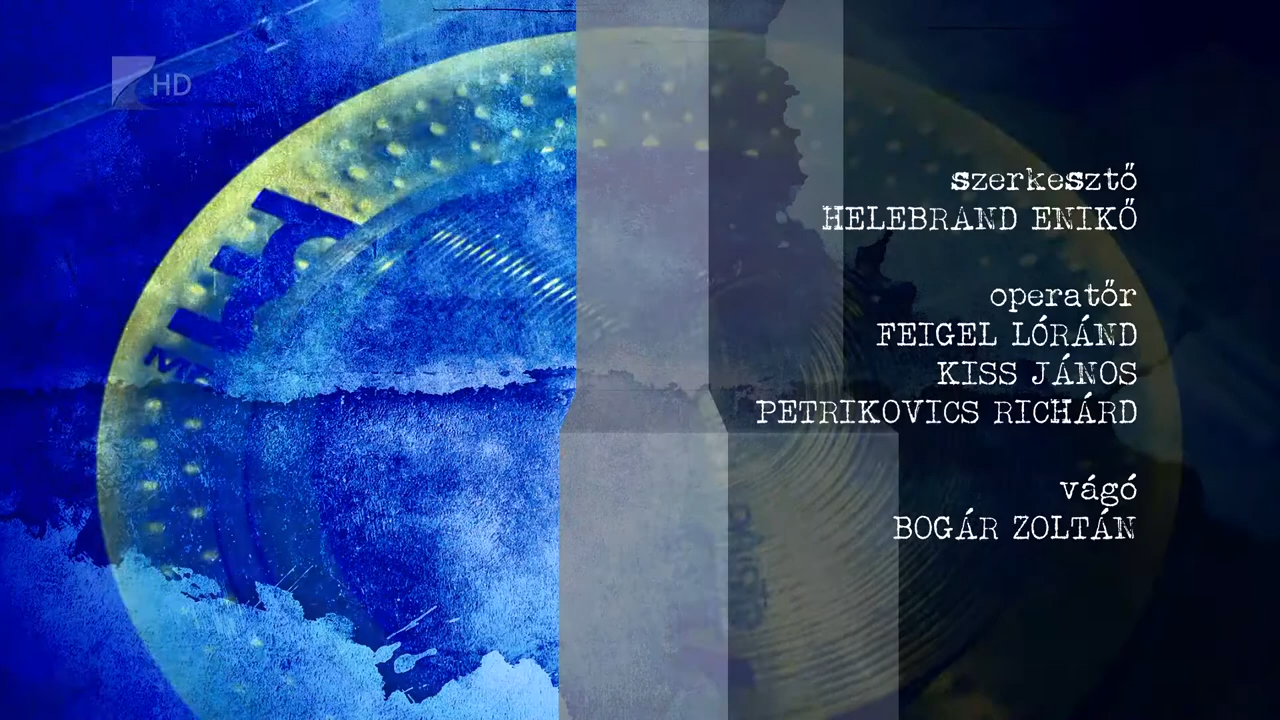 HD
szerkesztő
HELEBRAND ENIKŐ
operatőr
FEIGEL LÓRÁND
KISS JÁNOS
PETRIKOVICS RICHÁRD
vágó
BOGÁR ZOLTÁN